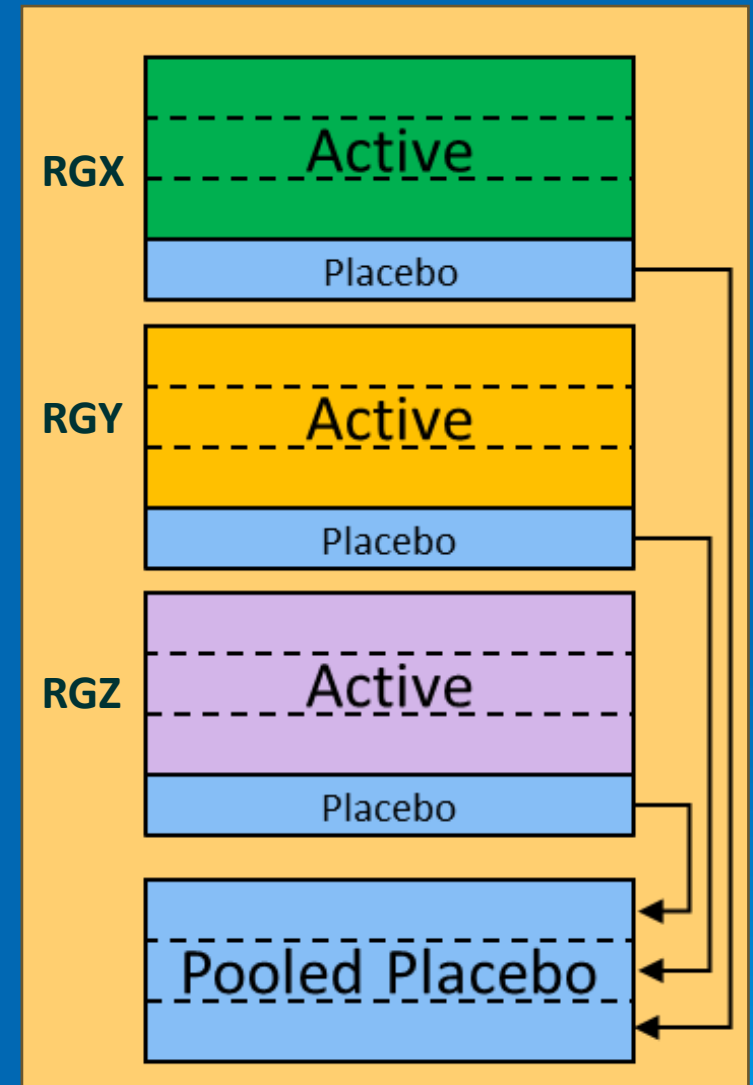 RGX
Active
Placebo
RGY
Active
Placebo
RGZ
Active
Placebo
Pooled Placebo